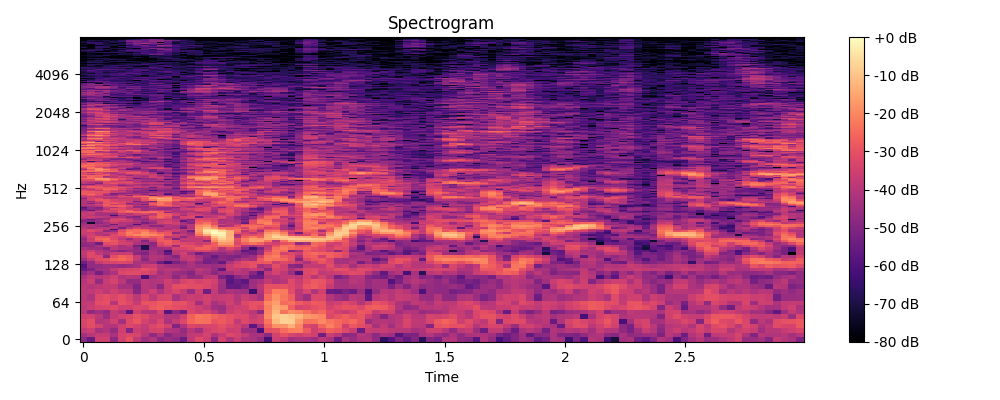 Spectrogram
+0 dB
4096
-10 dB
2048
-20 dB
1024
-30 dB
Hz
512
-40 dB
256
-50 dB
128
-60 dB
64
-70 dB
0
-80 dB
0 0.5 1 1.5 2 2.5
Time